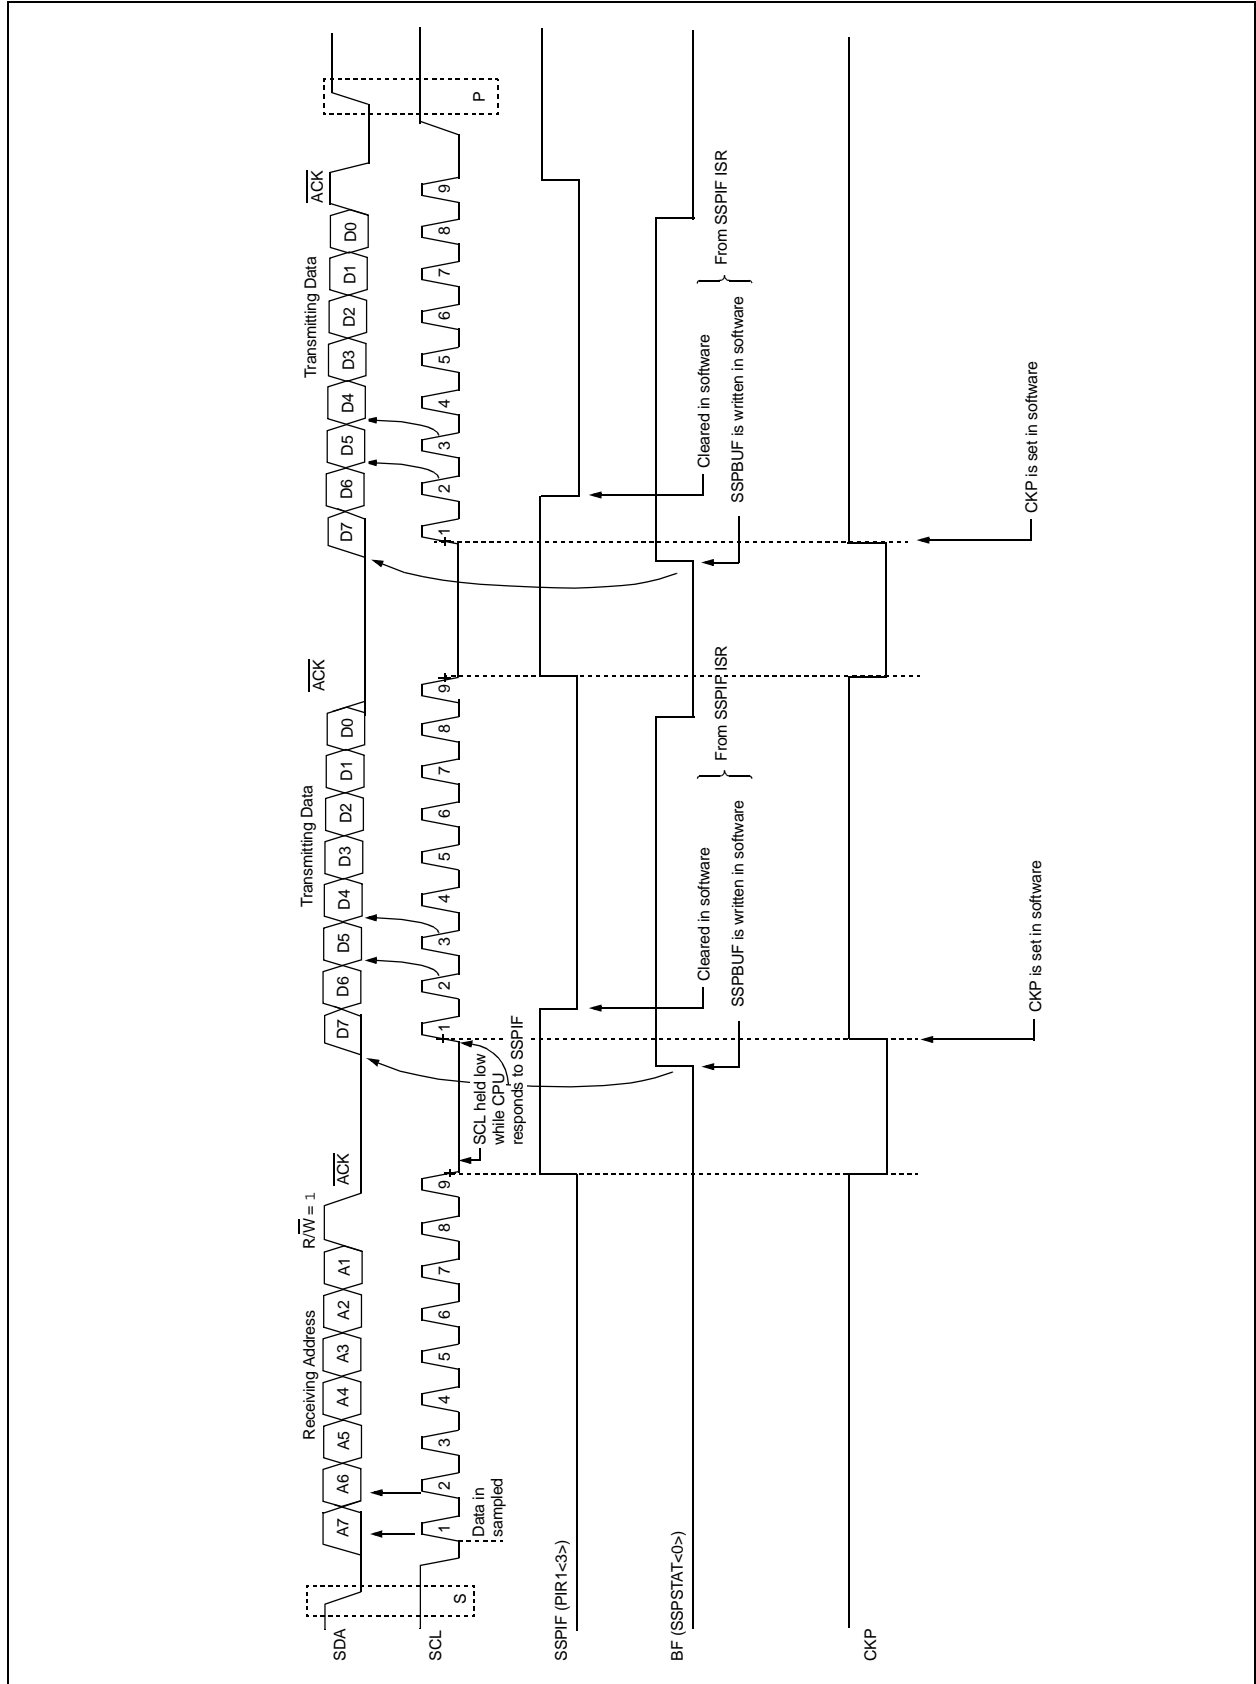 Receiving Address
R/W = 1
ACK
Transmitting Data
ACK
Transmitting Data
ACK
SDA
A7 A6 A5 A4 A3 A2 A1
D7 D6 D5 D4 D3 D2 D1 D0
D7 D6 D5 D4 D3 D2 D1 D0
SCL
S
1 2 3 4 5 6 7 8 9
1 2 3 4 5 6 7 8 9
1 2 3 4 5 6 7 8 9
P
Data in
sampled
SCL held low
while CPU
responds to SSPIF
SSPIF (PIR1<3>)
BF (SSPSTAT<0>)
Cleared in software
SSPBUF is written in software
From SSPIF ISR
Cleared in software
SSPBUF is written in software
From SSPIF ISR
CKP
CKP is set in software
CKP is set in software